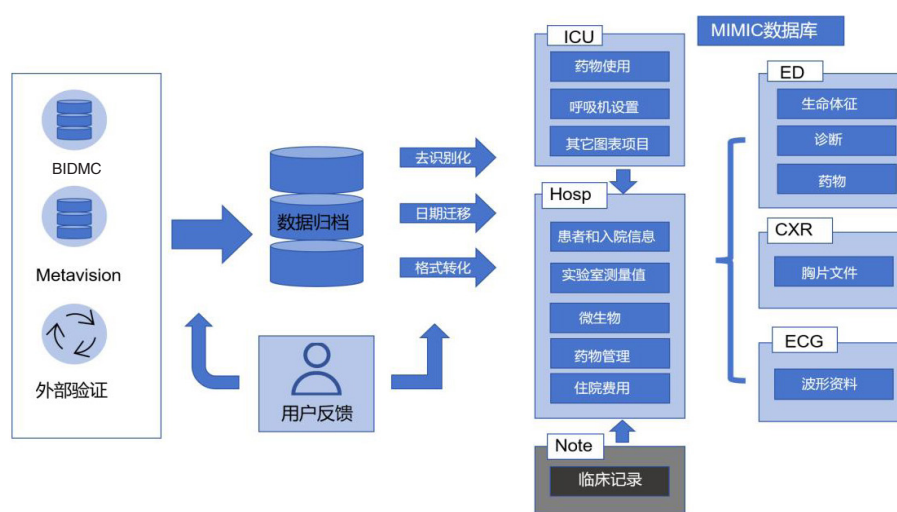 BIDMC
Metavision
外部验证
数据归档
用户反馈
去识别化
日期迁移
格式转化
ICU
药物使用
呼吸机设置
其它图表项目
Hosp
患者和入院信息
实验室测量值
微生物
药物管理
住院费用
Note
临床记录
MIMIC数据库
ED
生命体征
诊断
药物
CXR
胸片文件
ECG
波形资料